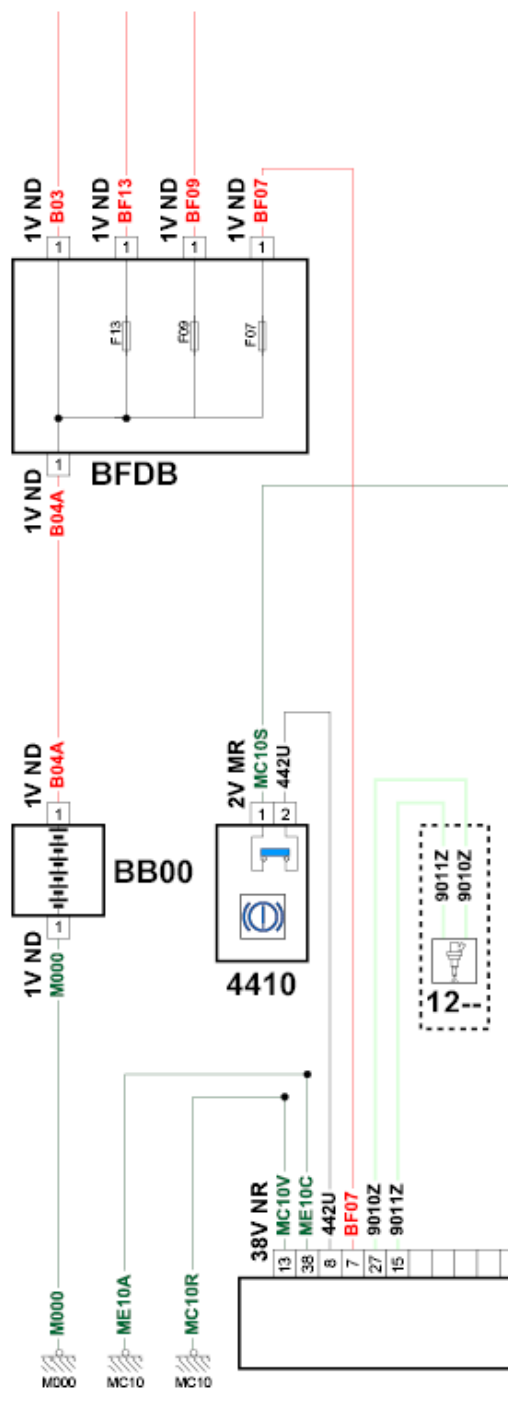 1V ND
B03
1V ND
BF13
1V ND
BF09
1V ND
BF07
1
1
1
1
F13
F09
F07
1
BFDB
1V ND
B04A
1V ND
B04A
1
BB00
1
1V ND
M000
2V MR
MC10S
442U
1
2
4410
9011Z
9010Z
12--
38V NR
MC10V
ME10C
442U
BF07
9010Z
9011Z
13
38
8
7
27
15
M000
ME10A
MC10R
M000
MC10
MC10